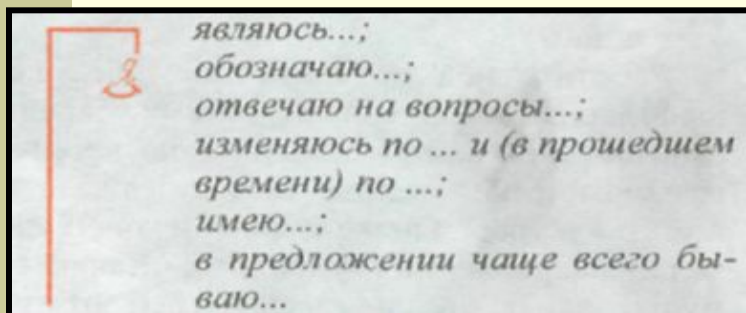 Я
являюсь...;
обозначаю...;
отвечаю на вопросы...;
изменяюсь по ... и (в прошедшем
времени) по ...;
имею...;
в предложении чаще всего бы-
ваю...